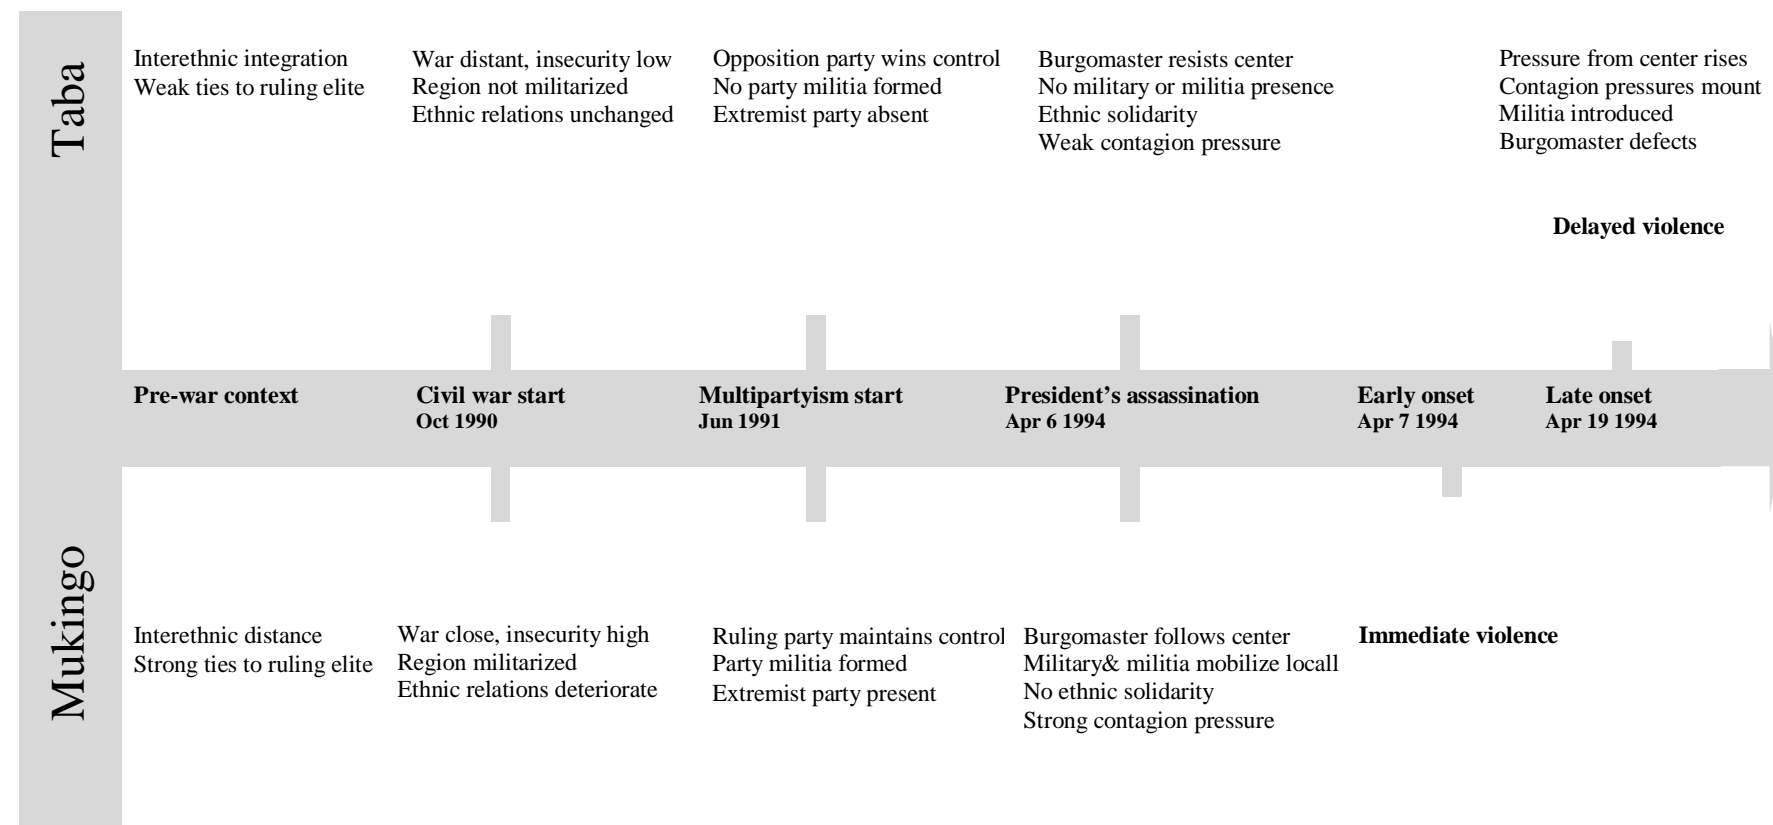 Taba
Interethnic integration
Weak ties to ruling elite
War distant, insecurity low
Region not militarized
Ethnic relations unchanged
Opposition party wins control
No party militia formed
Extremist party absent
Burgomaster resists center
No military or militia presence
Ethnic solidarity
Weak contagion pressure
Pressure from center rises
Contagion pressures mount
Militia introduced
Burgomaster defects
Delayed violence
Pre-war context
Civil war start
Oct 1990
Multipartyism start
Jun 1991
President's assassination
Apr 6 1994
Early onset
Apr 7 1994
Late onset
Apr 19 1994
Mukingo
Interethnic distance
Strong ties to ruling elite
War close, insecurity high
Region militarized
Ethnic relations deteriorate
Ruling party maintains control
Party militia formed
Extremist party present
Burgomaster follows center
Military& militia mobilize locall
No ethnic solidarity
Strong contagion pressure
Immediate violence